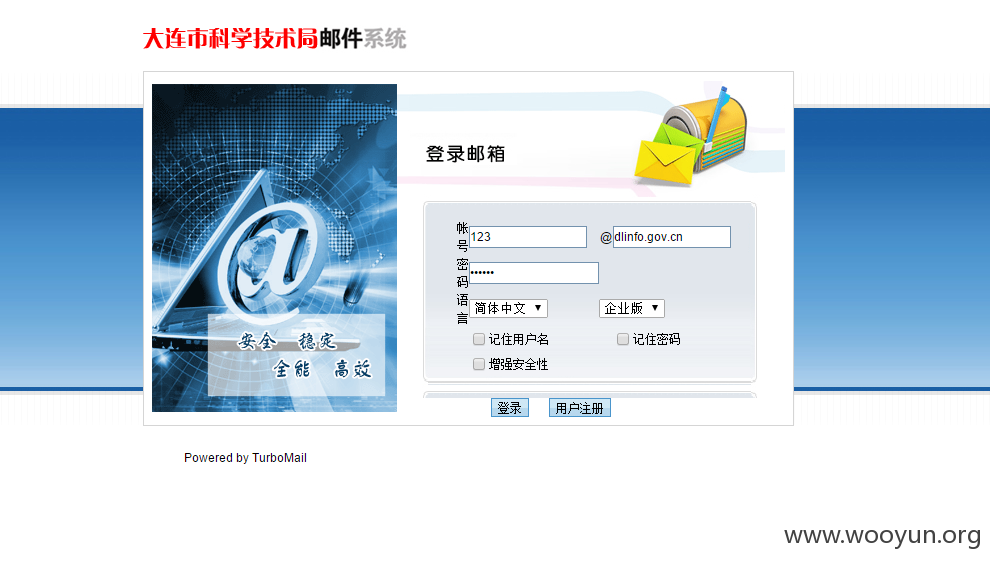 大连市科学技术局邮件系统
登录邮箱
帐号 123 @ dlinfo.gov.cn
密码 ••••••
语言 简体中文 ▼ 企业版 ▼
记住用户名 记住密码
增强安全性
安全 稳定
全能 高效
登录 用户注册
Powered by TurboMail
www.wooyun.org